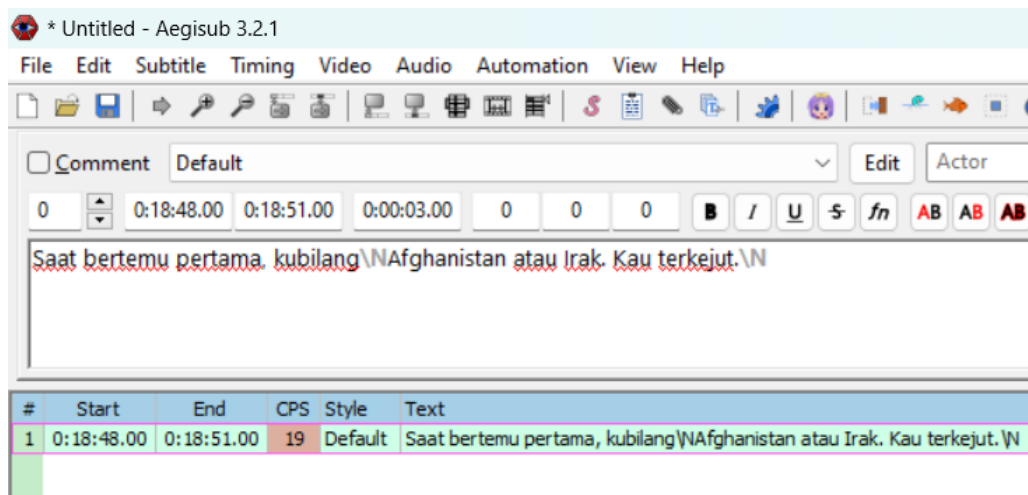 * Untitled - Aegisub 3.2.1
File Edit Subtitle Timing Video Audio Automation View Help
Comment Default Edit Actor
0 0:18:48.00 0:18:51.00 0:00:03.00 0 0 0 B I U S fn AB AB AB
Saat bertemu pertama, kubilang\NAfghanistan atau Irak. Kau terkejut.\N
# Start End CPS Style Text
1 0:18:48.00 0:18:51.00 19 Default Saat bertemu pertama, kubilang\NAfghanistan atau Irak. Kau terkejut.\N